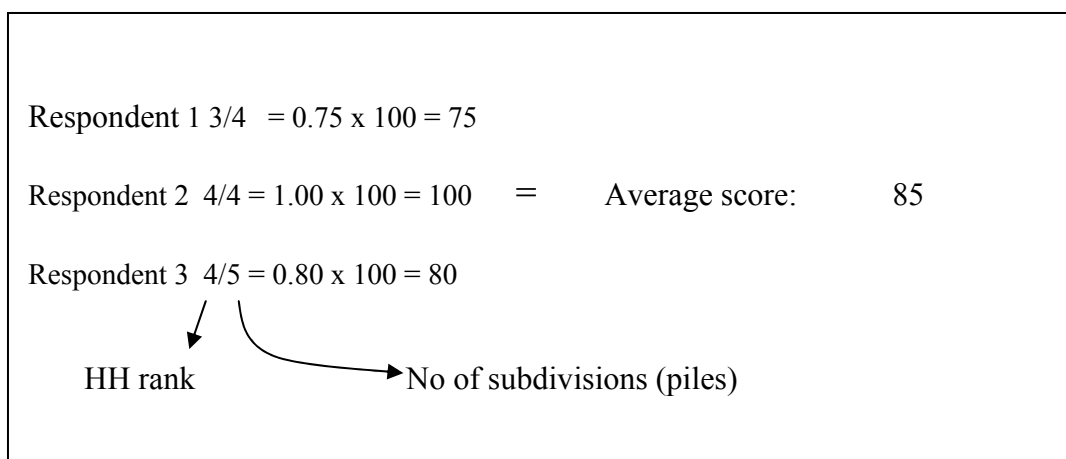 Respondent 1 3/4 = 0.75 x 100 = 75
Respondent 2 4/4 = 1.00 x 100 = 100 = Average score: 85
Respondent 3 4/5 = 0.80 x 100 = 80
HH rank No of subdivisions (piles)